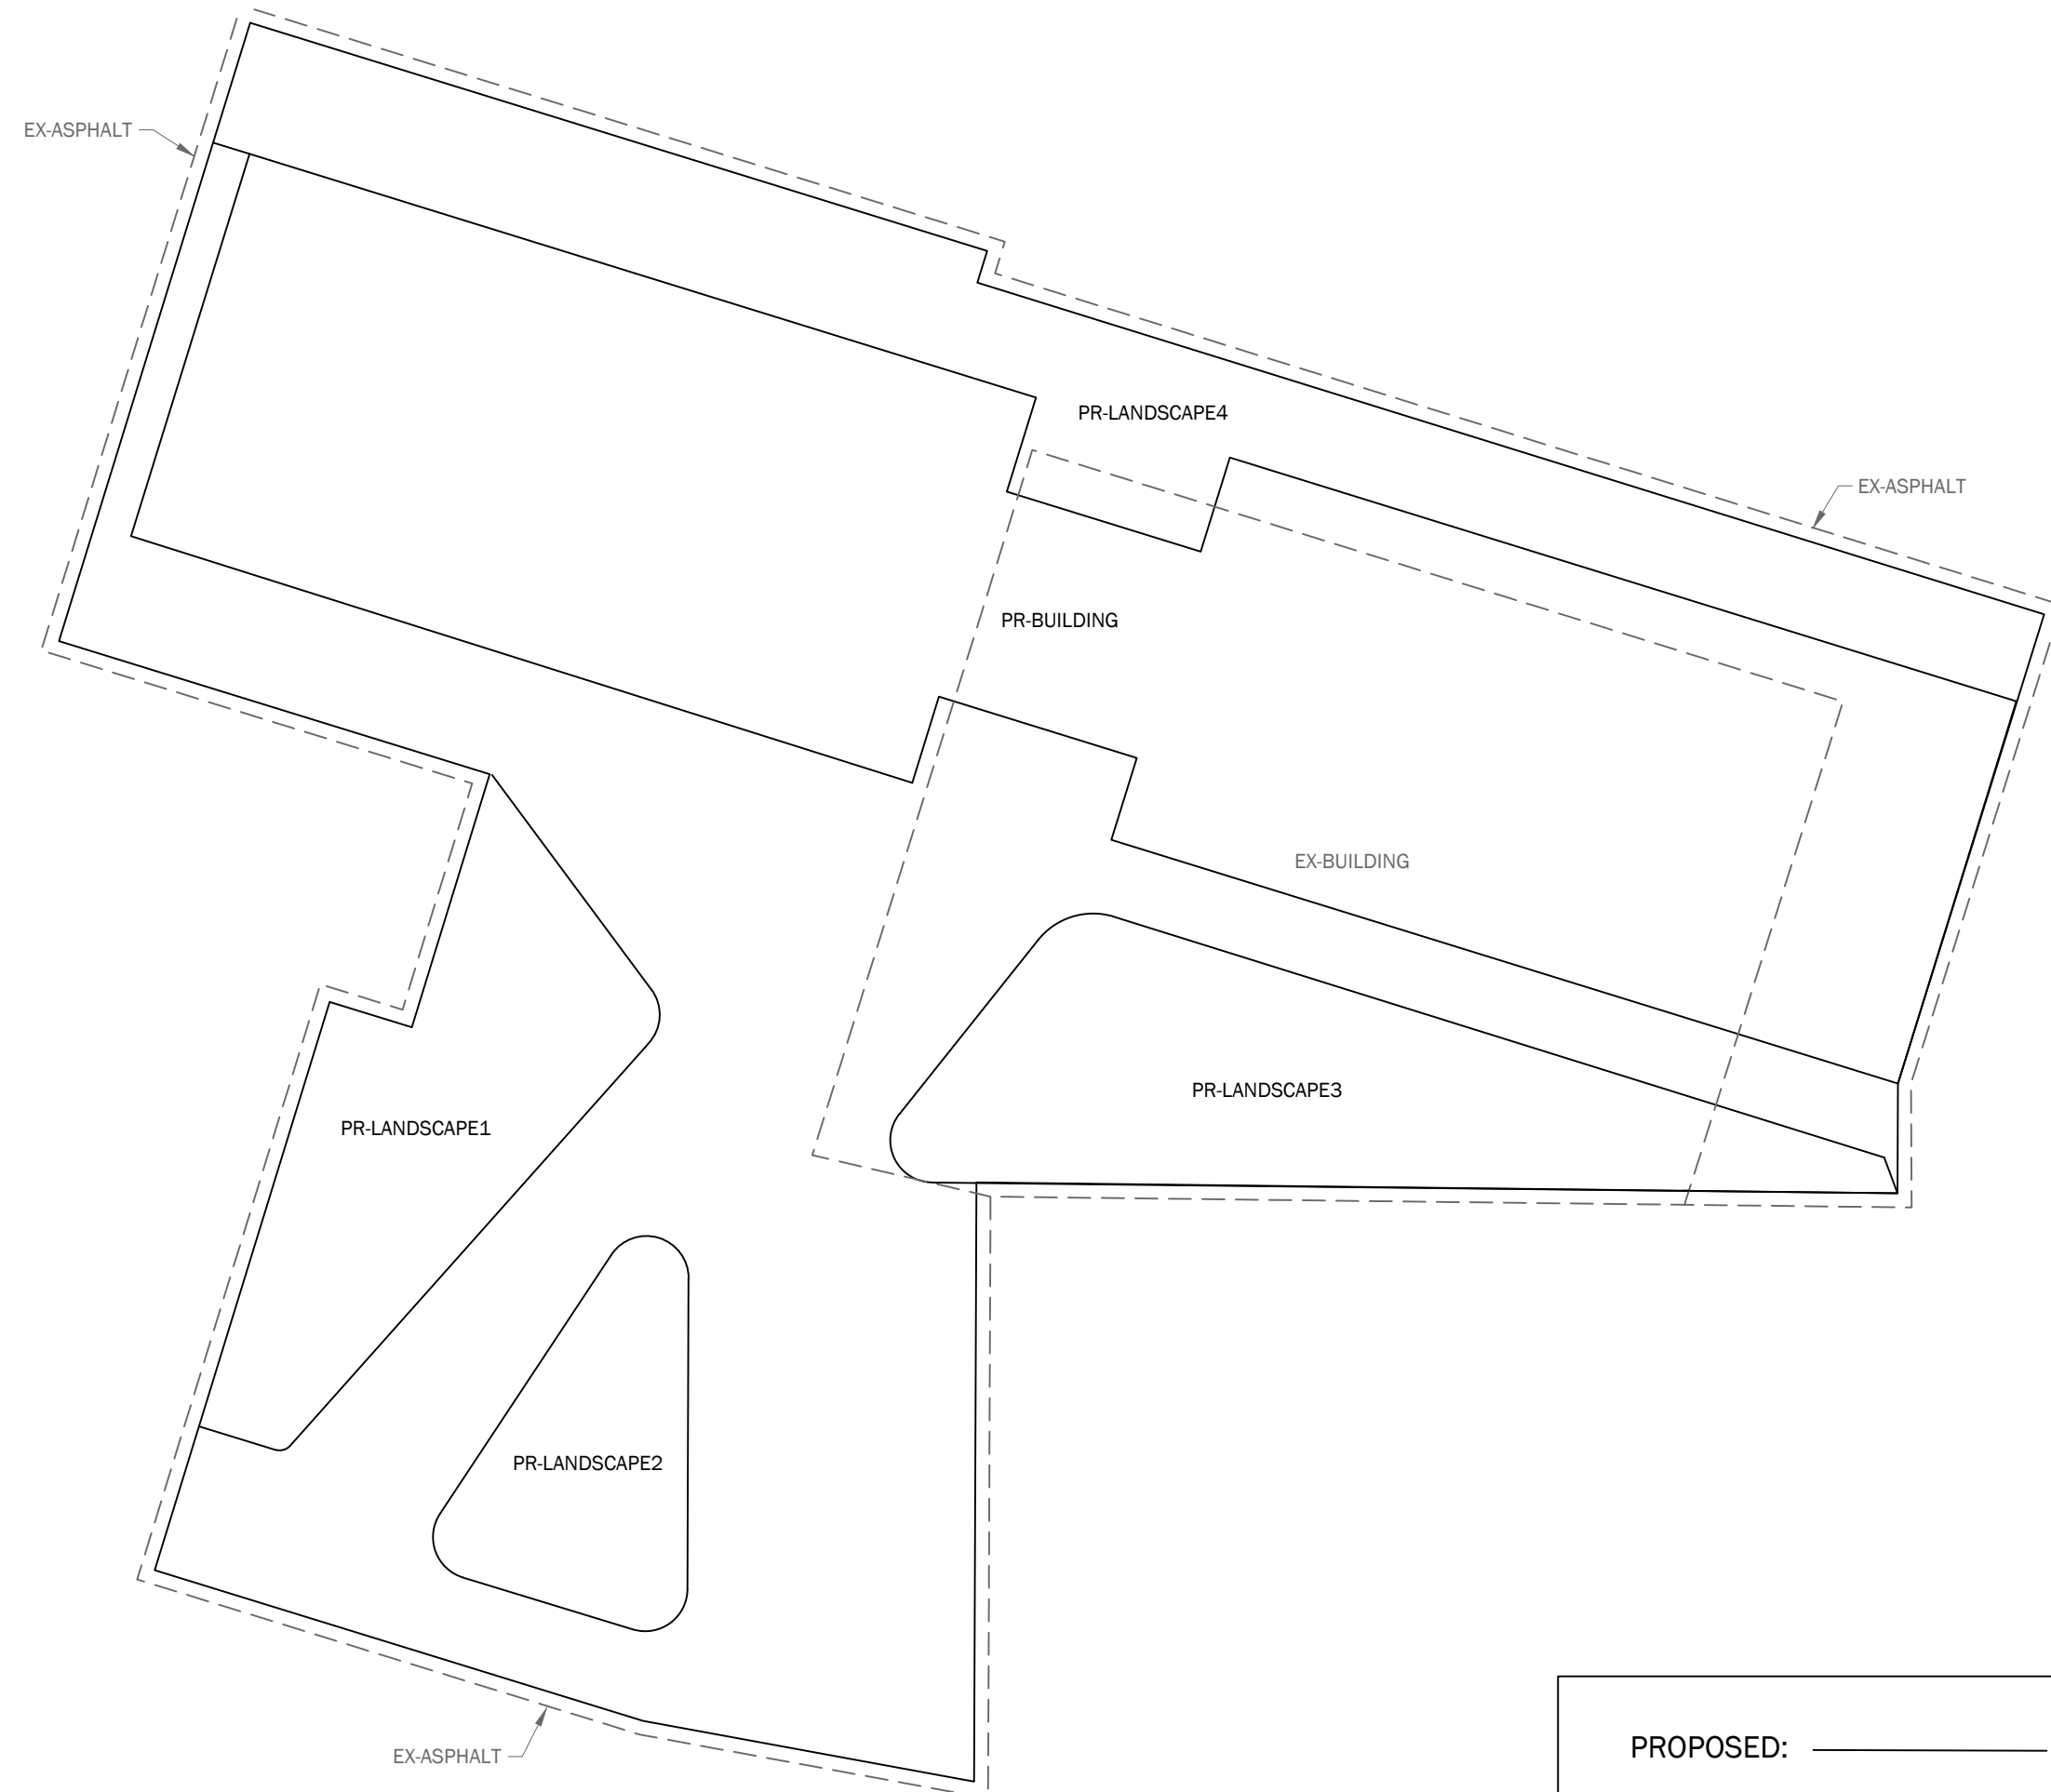 EX-ASPHALT
PR-LANDSCAPE4
EX-ASPHALT
PR-BUILDING
EX-BUILDING
PR-LANDSCAPE3
PR-LANDSCAPE1
PR-LANDSCAPE2
EX-ASPHALT
PROPOSED: